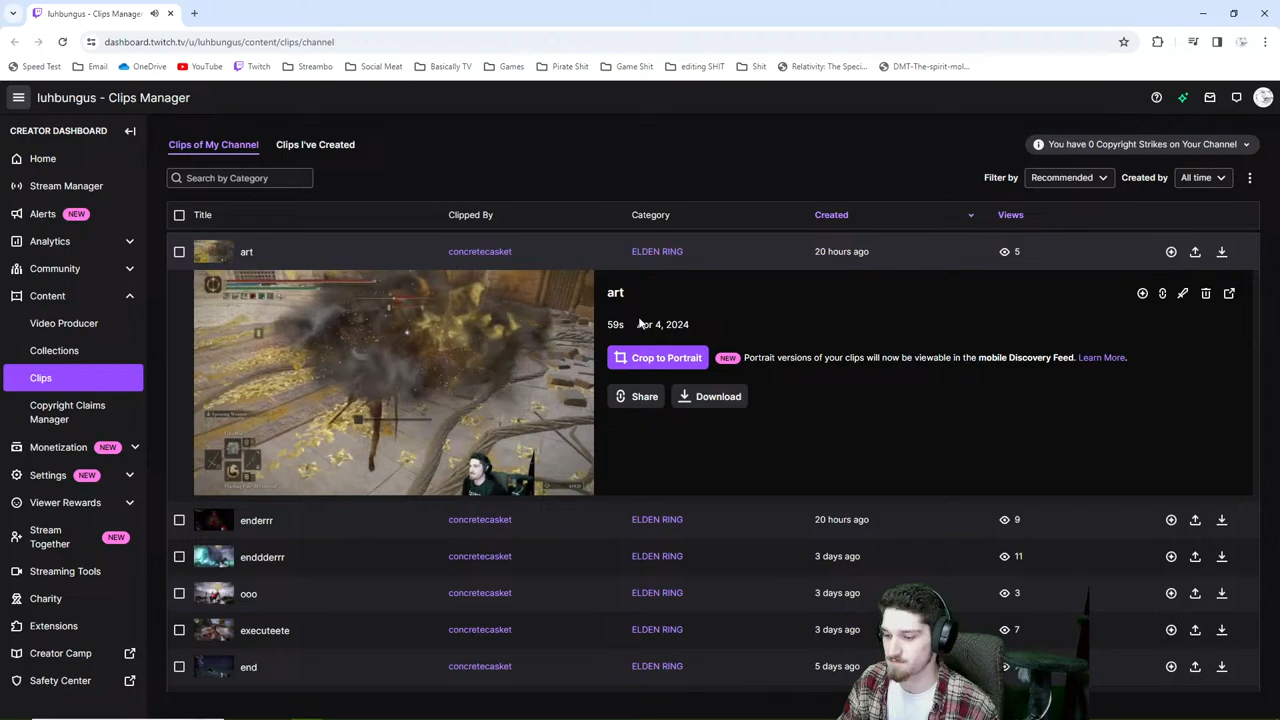 luhbungus - Clips Manager
dashboard.twitch.tv/u/luhbungus/content/clips/channel
Speed Test Email OneDrive YouTube Twitch Streambo Social Meat Basically TV Games Pirate Shit Game Shit editing SHIT Shit Relativity: The Speci... DMT-The-spirit-mol...
luhbungus - Clips Manager
CREATOR DASHBOARD
Home
Stream Manager
Alerts NEW
Analytics
Community
Content
Video Producer
Collections
Clips
Copyright Claims
Manager
Monetization NEW
Settings NEW
Viewer Rewards
Stream
Together NEW
Streaming Tools
Charity
Extensions
Creator Camp
Safety Center
Clips of My Channel Clips I've Created
You have 0 Copyright Strikes on Your Channel
Search by Category
Filter by Recommended Created by All time
Title Clipped By Category Created Views
art concretecasket ELDEN RING 20 hours ago 5
art
59s Apr 4, 2024
Crop to Portrait NEW Portrait versions of your clips will now be viewable in the mobile Discovery Feed. Learn More.
Share Download
enderrr concretecasket ELDEN RING 20 hours ago 9
enddderrr concretecasket ELDEN RING 3 days ago 11
ooo concretecasket ELDEN RING 3 days ago 3
executeete concretecasket ELDEN RING 3 days ago 7
end concretecasket ELDEN RING 5 days ago